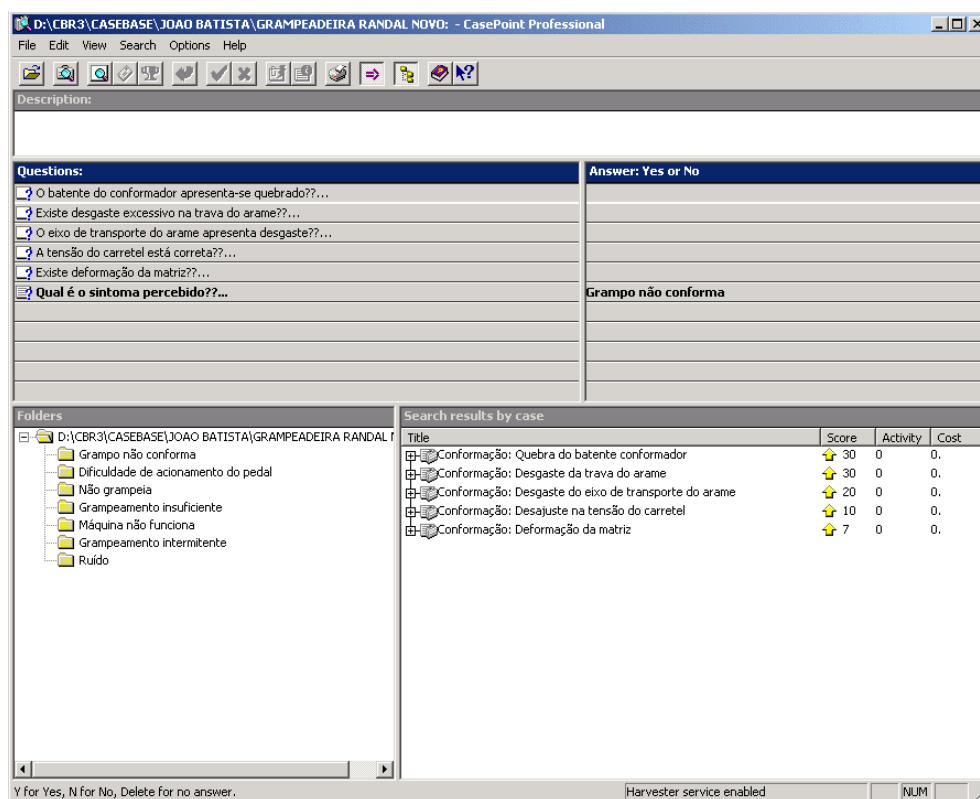 D:\CBR3\CASEBASE\JOAO BATISTA\GRAMPEADEIRA RANDAL NOVO: - CasePoint Professional
File Edit View Search Options Help
Description:
Questions: Answer: Yes or No
O batente do conformador apresenta-se quebrado??...
Existe desgaste excessivo na trava do arame??...
O eixo de transporte do arame apresenta desgaste??...
A tensão do carretel está correta??...
Existe deformação da matriz??...
Qual é o sintoma percebido??... Grampo não conforma
Folders
D:\CBR3\CASEBASE\JOAO BATISTA\GRAMPEADEIRA RANDAL
Grampo não conforma
Dificuldade de acionamento do pedal
Não grampeia
Grampeamento insuficiente
Máquina não funciona
Grampeamento intermitente
Ruído
Search results by case
Title Score Activity Cost
Conformação: Quebra do batente conformador 30 0 0.
Conformação: Desgaste da trava do arame 30 0 0.
Conformação: Desgaste do eixo de transporte do arame 20 0 0.
Conformação: Desajuste na tensão do carretel 10 0 0.
Conformação: Deformação da matriz 7 0 0.
Y for Yes, N for No, Delete for no answer. Harvester service enabled NUM